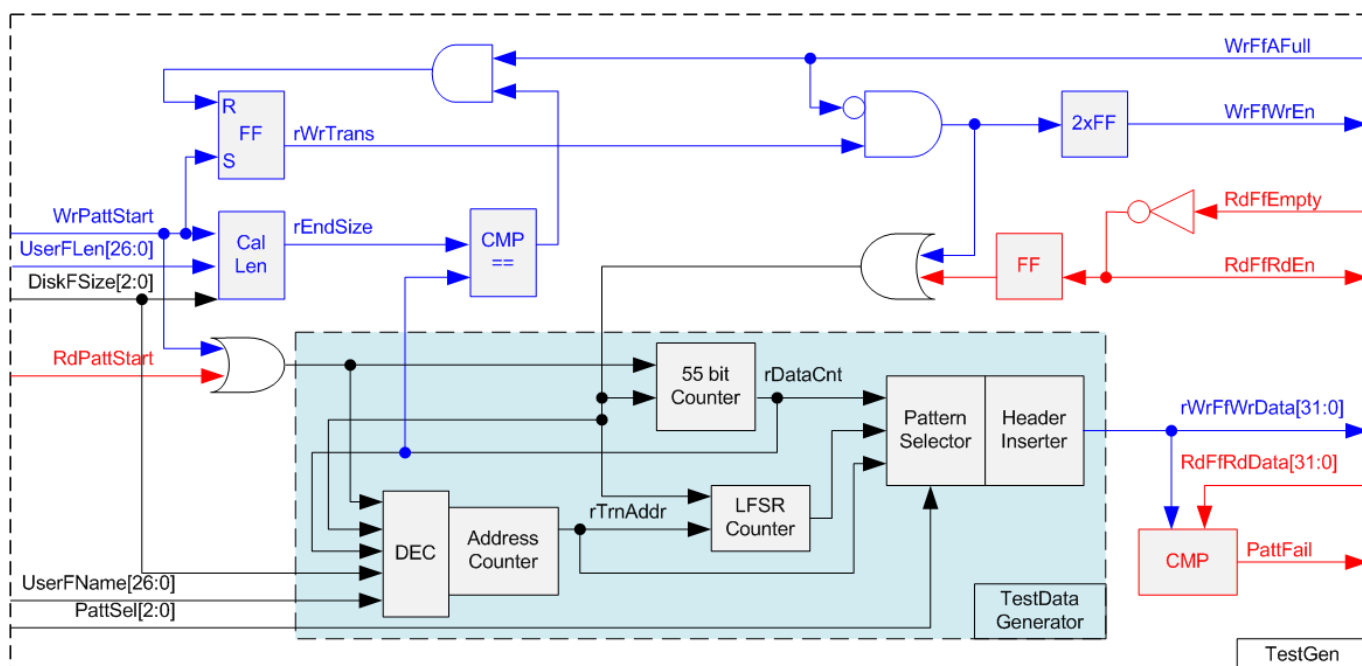 WrFfAFull
R
FF
S
rWrTrans
2xFF
WrFfWrEn
WrPattStart
UserFLen[26:0]
DiskFSize[2:0]
Cal
Len
rEndSize
CMP
==
RdFfEmpty
FF
RdFfRdEn
RdPattStart
55 bit
Counter
rDataCnt
Pattern
Selector
Header
Inserter
rWrFfWrData[31:0]
RdFfRdData[31:0]
DEC
Address
Counter
rTrnAddr
LFSR
Counter
CMP
PattFail
UserFName[26:0]
PattSel[2:0]
TestData
Generator
TestGen